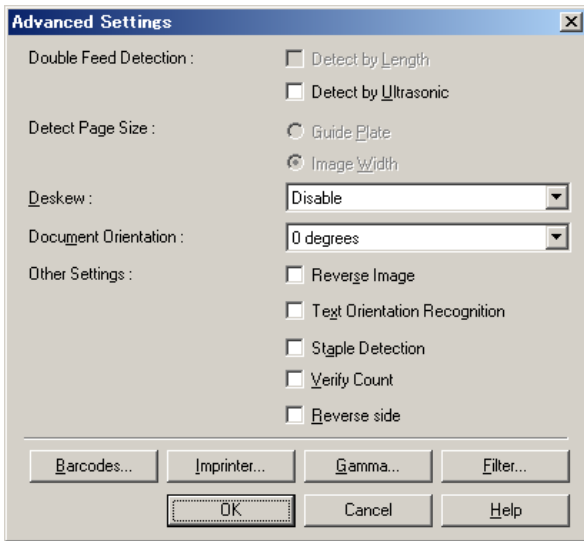 Advanced Settings
Double Feed Detection : Detect by Length
Detect by Ultrasonic
Detect Page Size : Guide Plate
Image Width
Deskew : Disable
Document Orientation : 0 degrees
Other Settings : Reverse Image
Text Orientation Recognition
Staple Detection
Verify Count
Reverse side
Barcodes... Imprinter... Gamma... Filter...
OK Cancel Help